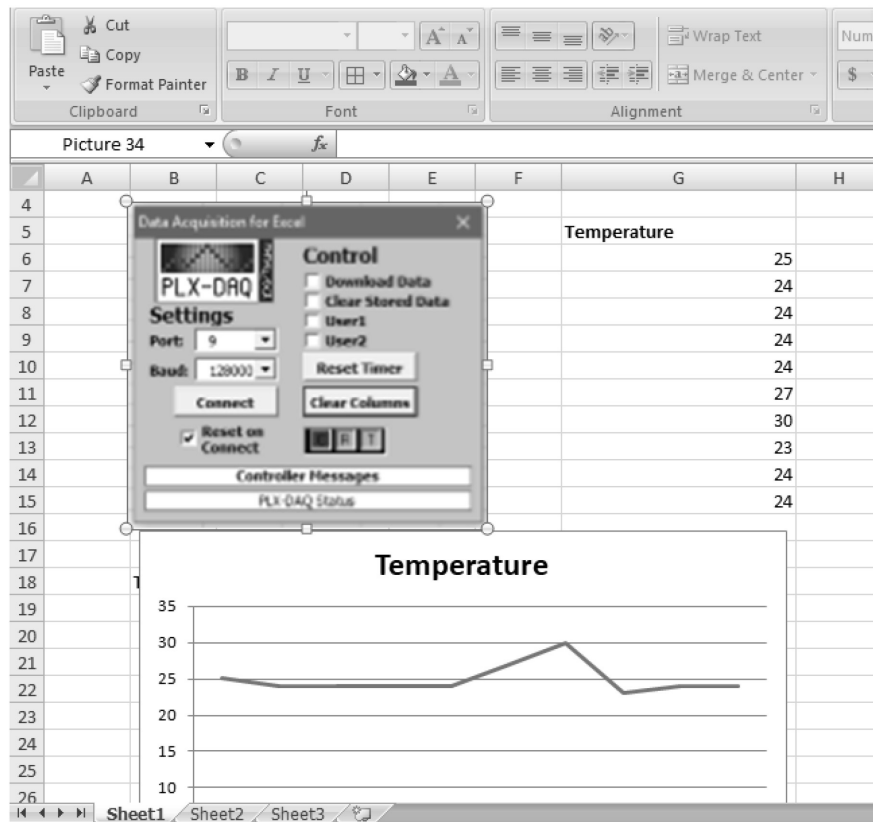 Cut
Copy
Paste
Format Painter
Clipboard
B I U
A A
A
Font
Wrap Text
Merge & Center
Alignment
Num
$
Picture 34
fx
A B C D E F G H
4
5 Temperature
6 25
7 24
8 24
9 24
10 24
11 27
12 30
13 23
14 24
15 24
16
17
18 T
19
20
21
22
23
24
25
26
Data Acquisition for Excel
PLX-DAQ
Control
Download Data
Clear Stored Data
User1
User2
Settings
Port: 9
Baud: 128000
Reset Timer
Connect
Clear Columns
Reset on
Connect
R T
Controller Messages
PLX-DAQ Status
Temperature
35
30
25
20
15
10
Sheet1 Sheet2 Sheet3